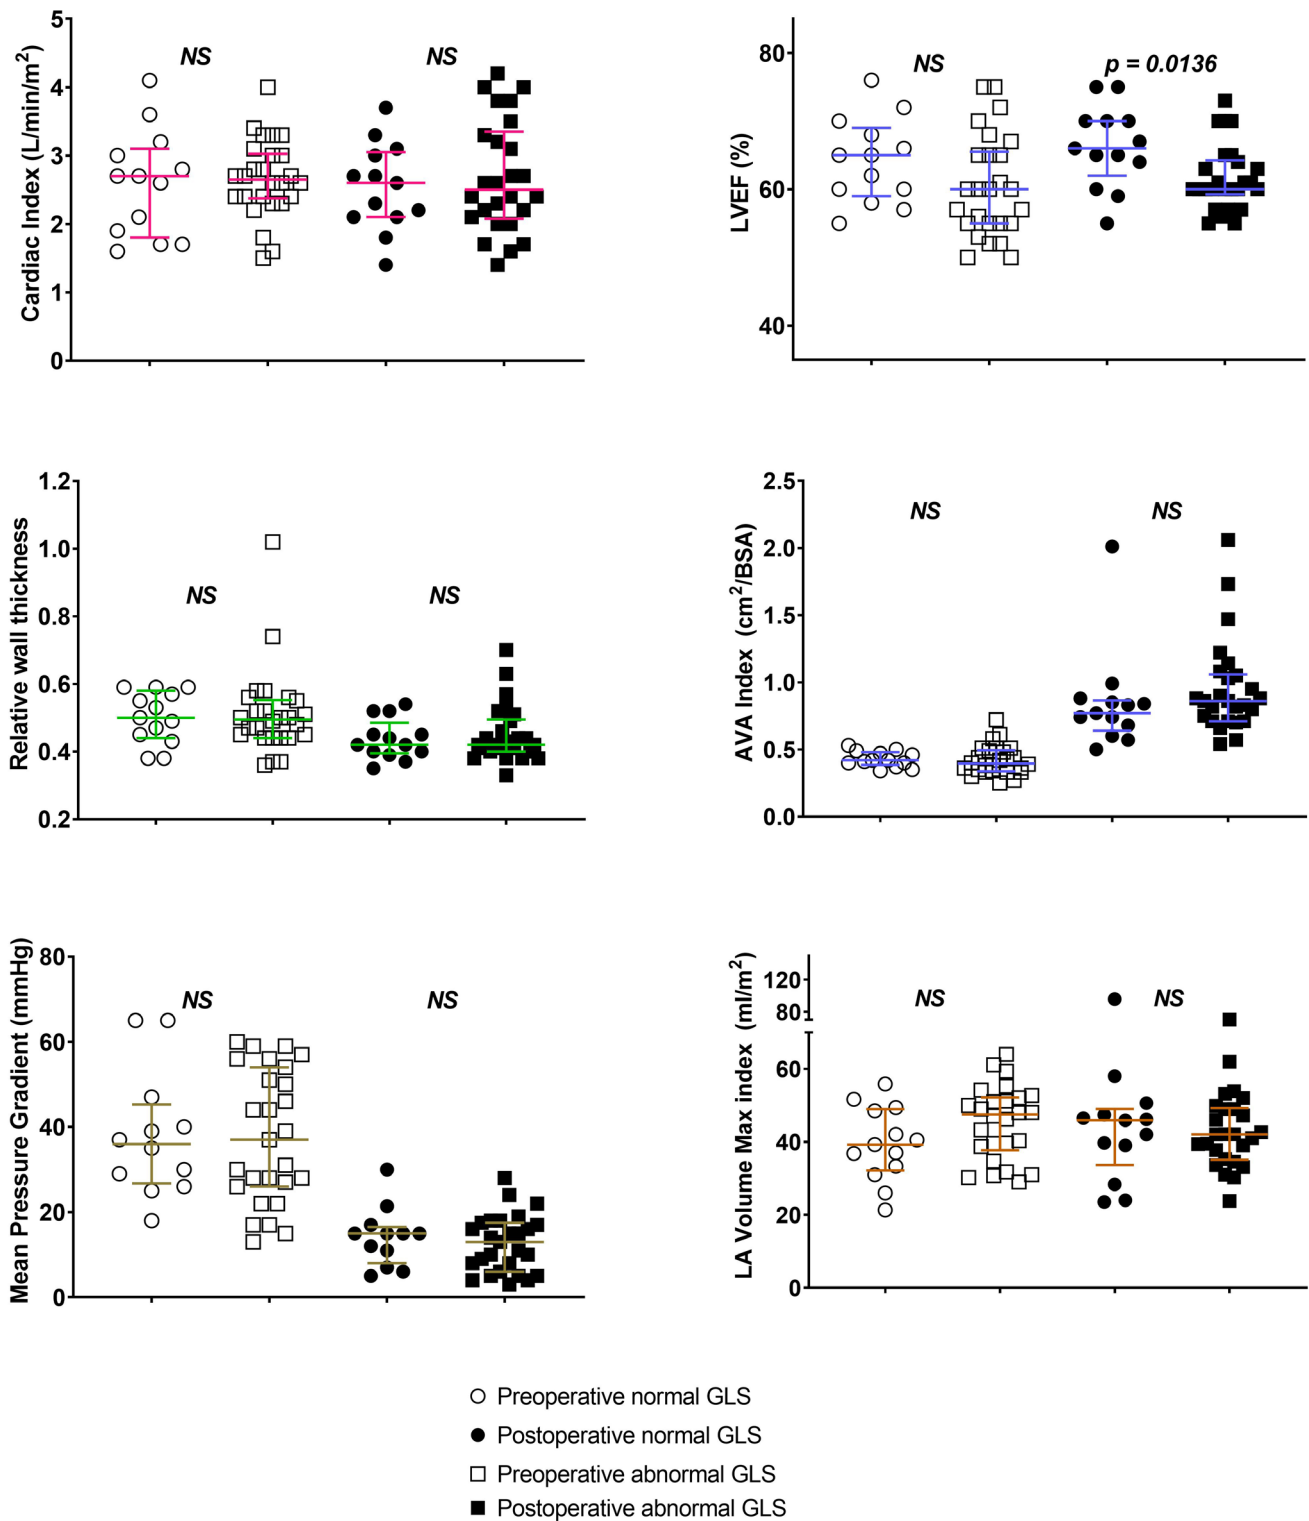 Cardiac Index (L/min/m²)
5
4
3
2
1
0
NS
NS
LVEF (%)
80
60
40
NS
p = 0.0136
Relative wall thickness
1.2
1.0
0.8
0.6
0.4
0.2
NS
NS
AVA Index (cm²/BSA)
2.5
2.0
1.5
1.0
0.5
0.0
NS
NS
Mean Pressure Gradient (mmHg)
80
60
40
20
0
NS
NS
LA Volume Max index (ml/m²)
120
80
60
40
20
0
NS
NS
Preoperative normal GLS
Postoperative normal GLS
Preoperative abnormal GLS
Postoperative abnormal GLS